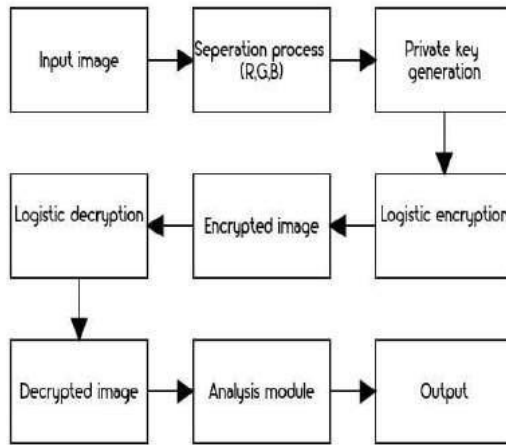 Input image
Seperation process
(R,G,B)
Private key
generation
Logistic decryption
Encrypted image
Logistic encryption
Decrypted image
Analysis module
Output